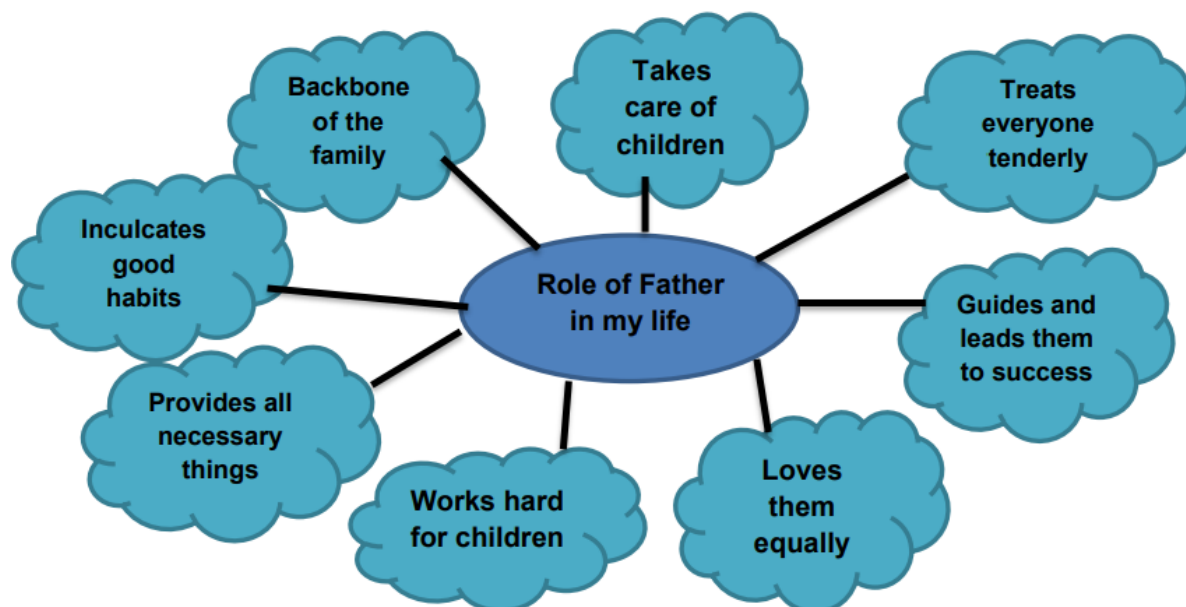 Backbone
of the
family
Takes
care of
children
Treats
everyone
tenderly
Inculcates
good
habits
Role of Father
in my life
Guides and
leads them
to success
Provides all
necessary
things
Works hard
for children
Loves
them
equally